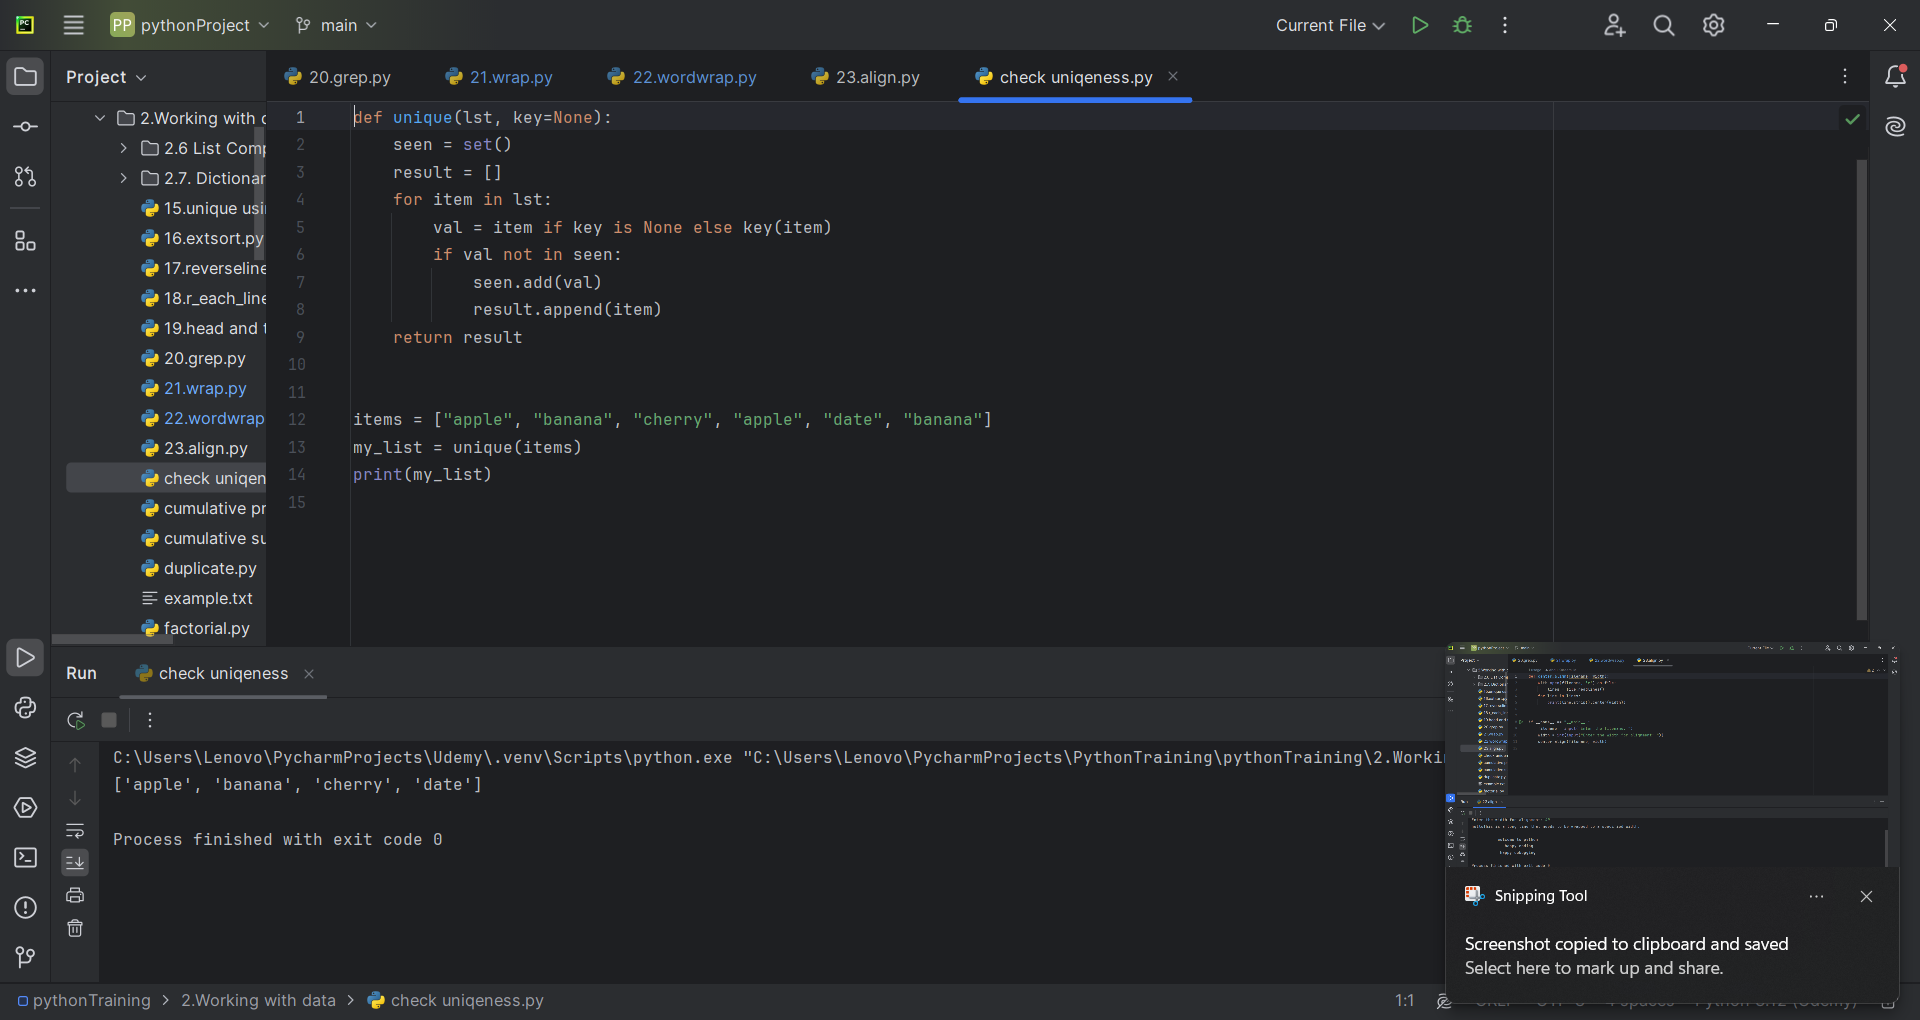 PC
PP pythonProject
main
Current File
Project
20.grep.py
21.wrap.py
22.wordwrap.py
23.align.py
check uniqeness.py
2.Working with
2.6 List Com
2.7. Dictionar
15.unique usi
16.extsort.py
17.reverseline
18.r_each_line
19.head and
20.grep.py
21.wrap.py
22.wordwrap
23.align.py
check uniqen
cumulative pr
cumulative su
duplicate.py
example.txt
factorial.py
1 def unique(lst, key=None):
2 seen = set()
3 result = []
4 for item in lst:
5 val = item if key is None else key(item)
6 if val not in seen:
7 seen.add(val)
8 result.append(item)
9 return result
10
11
12 items = ["apple", "banana", "cherry", "apple", "date", "banana"]
13 my_list = unique(items)
14 print(my_list)
15
Run
check uniqeness
C:\Users\Lenovo\PycharmProjects\Udemy\.venv\Scripts\python.exe "C:\Users\Lenovo\PycharmProjects\PythonTraining\pythonTraining\2.Worki
['apple', 'banana', 'cherry', 'date']
Process finished with exit code 0
Snipping Tool
Screenshot copied to clipboard and saved
Select here to mark up and share.
pythonTraining > 2.Working with data > check uniqeness.py
1:1